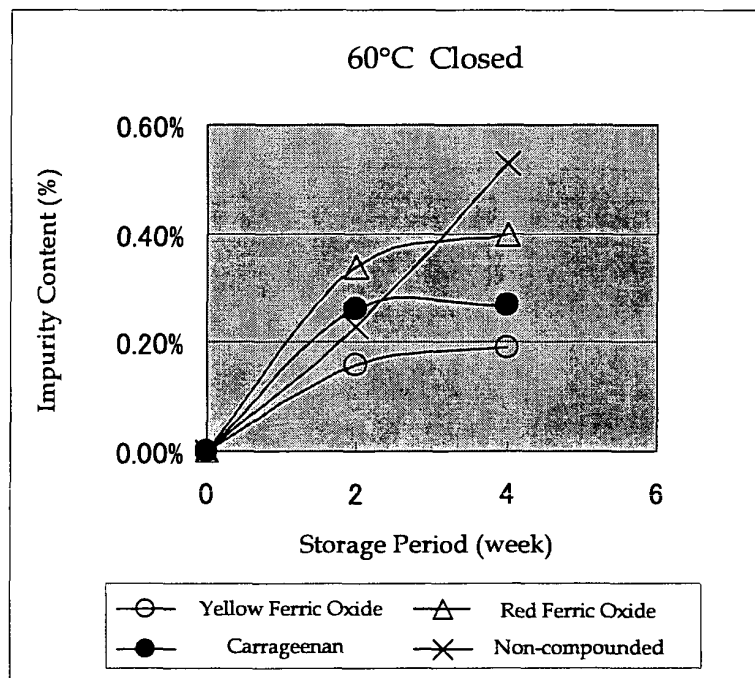 60°C Closed
0.60%
0.40%
0.20%
0.00%
Impurity Content (%)
0 2 4 6
Storage Period (week)
Yellow Ferric Oxide Red Ferric Oxide
Carrageenan Non-compounded